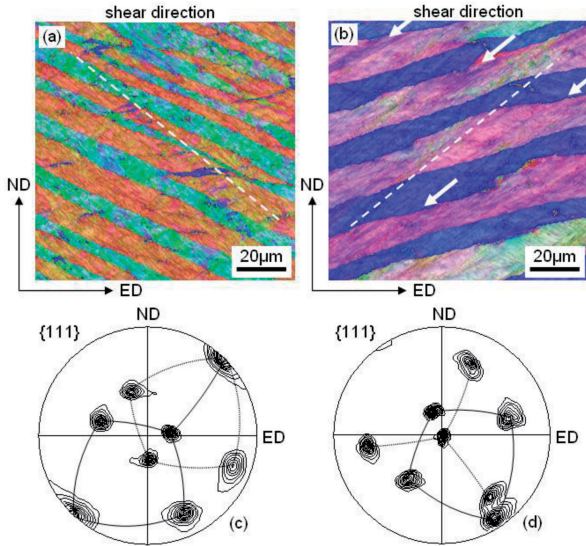 shear direction
(a)
ND
20μm
ED
shear direction
(b)
ND
20μm
ED
{111}
ND
ED
(c)
{111}
ND
ED
(d)